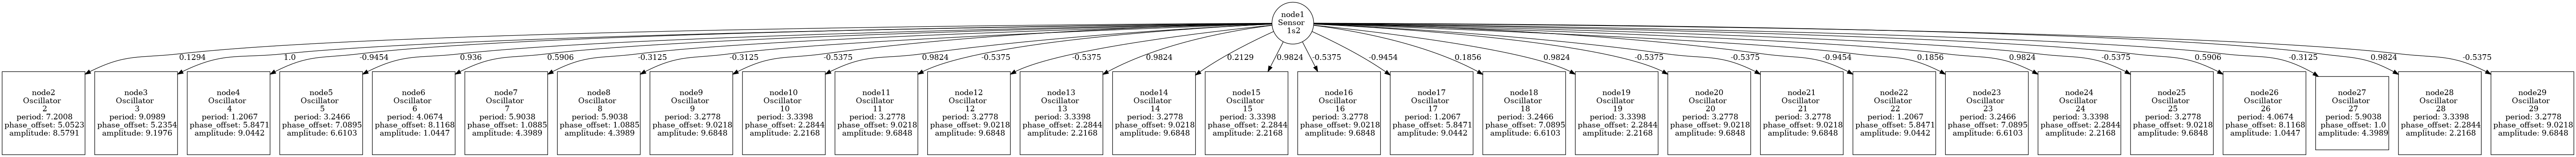 node1
Sensor
1s2
0.1294
1.0
-0.9454
0.936
0.5906
-0.3125
-0.3125
-0.5375
0.9824
-0.5375
-0.5375
0.9824
0.2129
0.9824
-0.5375
-0.9454
0.1856
0.9824
-0.5375
-0.5375
-0.9454
0.1856
0.9824
-0.5375
0.5906
-0.3125
0.9824
-0.5375
node2
Oscillator
2
period: 7.2008
phase_offset: 5.0523
amplitude: 8.5791
node3
Oscillator
3
period: 9.0989
phase_offset: 5.2354
amplitude: 9.1976
node4
Oscillator
4
period: 1.2067
phase_offset: 5.8471
amplitude: 9.0442
node5
Oscillator
5
period: 3.2466
phase_offset: 7.0895
amplitude: 6.6103
node6
Oscillator
6
period: 4.0674
phase_offset: 8.1168
amplitude: 1.0447
node7
Oscillator
7
period: 5.9038
phase_offset: 1.0885
amplitude: 4.3989
node8
Oscillator
8
period: 5.9038
phase_offset: 1.0885
amplitude: 4.3989
node9
Oscillator
9
period: 3.2778
phase_offset: 9.0218
amplitude: 9.6848
node10
Oscillator
10
period: 3.3398
phase_offset: 2.2844
amplitude: 2.2168
node11
Oscillator
11
period: 3.2778
phase_offset: 9.0218
amplitude: 9.6848
node12
Oscillator
12
period: 3.2778
phase_offset: 9.0218
amplitude: 9.6848
node13
Oscillator
13
period: 3.3398
phase_offset: 2.2844
amplitude: 2.2168
node14
Oscillator
14
period: 3.2778
phase_offset: 9.0218
amplitude: 9.6848
node15
Oscillator
15
period: 3.3398
phase_offset: 2.2844
amplitude: 2.2168
node16
Oscillator
16
period: 3.2778
phase_offset: 9.0218
amplitude: 9.6848
node17
Oscillator
17
period: 1.2067
phase_offset: 5.8471
amplitude: 9.0442
node18
Oscillator
18
period: 3.2466
phase_offset: 7.0895
amplitude: 6.6103
node19
Oscillator
19
period: 3.3398
phase_offset: 2.2844
amplitude: 2.2168
node20
Oscillator
20
period: 3.2778
phase_offset: 9.0218
amplitude: 9.6848
node21
Oscillator
21
period: 3.2778
phase_offset: 9.0218
amplitude: 9.6848
node22
Oscillator
22
period: 1.2067
phase_offset: 5.8471
amplitude: 9.0442
node23
Oscillator
23
period: 3.2466
phase_offset: 7.0895
amplitude: 6.6103
node24
Oscillator
24
period: 3.3398
phase_offset: 2.2844
amplitude: 2.2168
node25
Oscillator
25
period: 3.2778
phase_offset: 9.0218
amplitude: 9.6848
node26
Oscillator
26
period: 4.0674
phase_offset: 8.1168
amplitude: 1.0447
node27
Oscillator
27
period: 5.9038
phase_offset: 1.0
amplitude: 4.3989
node28
Oscillator
28
period: 3.3398
phase_offset: 2.2844
amplitude: 2.2168
node29
Oscillator
29
period: 3.2778
phase_offset: 9.0218
amplitude: 9.6848